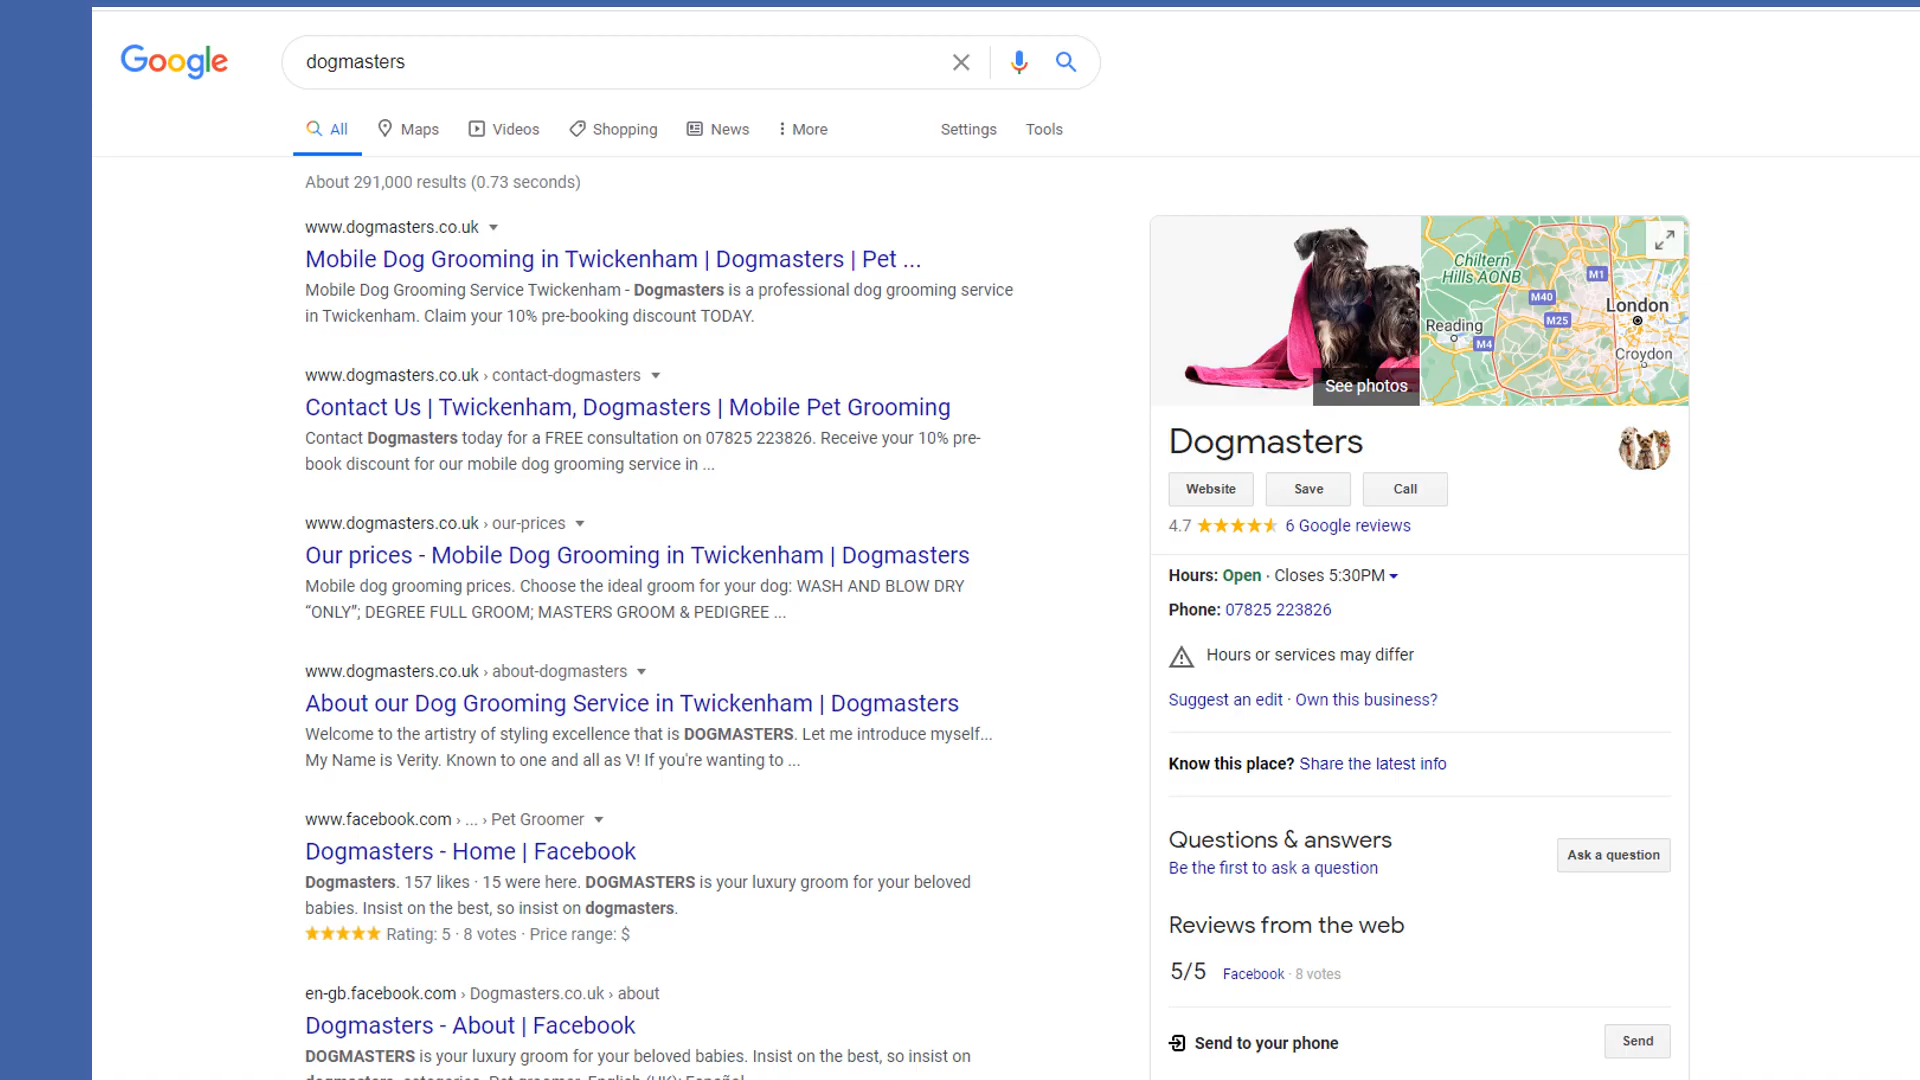 Google
dogmasters
All
Maps
Videos
Shopping
News
More
Settings
Tools
About 291,000 results (0.73 seconds)
www.dogmasters.co.uk
Mobile Dog Grooming in Twickenham | Dogmasters | Pet ...
Mobile Dog Grooming Service Twickenham - Dogmasters is a professional dog grooming service
in Twickenham. Claim your 10% pre-booking discount TODAY.
www.dogmasters.co.uk › contact-dogmasters
Contact Us | Twickenham, Dogmasters | Mobile Pet Grooming
Contact Dogmasters today for a FREE consultation on 07825 223826. Receive your 10% pre-
book discount for our mobile dog grooming service in ...
www.dogmasters.co.uk › our-prices
Our prices - Mobile Dog Grooming in Twickenham | Dogmasters
Mobile dog grooming prices. Choose the ideal groom for your dog: WASH AND BLOW DRY
“ONLY”; DEGREE FULL GROOM; MASTERS GROOM & PEDIGREE ...
www.dogmasters.co.uk › about-dogmasters
About our Dog Grooming Service in Twickenham | Dogmasters
Welcome to the artistry of styling excellence that is DOGMASTERS. Let me introduce myself...
My Name is Verity. Known to one and all as V! If you're wanting to ...
www.facebook.com › ... › Pet Groomer
Dogmasters - Home | Facebook
Dogmasters. 157 likes · 15 were here. DOGMASTERS is your luxury groom for your beloved
babies. Insist on the best, so insist on dogmasters.
Rating: 5 · 8 votes · Price range: $
en-gb.facebook.com › Dogmasters.co.uk › about
Dogmasters - About | Facebook
DOGMASTERS is your luxury groom for your beloved babies. Insist on the best, so insist on
See photos
Chiltern
Hills AONB
M1
M40
London
M25
Reading
M4
Croydon
Dogmasters
Website
Save
Call
4.7 6 Google reviews
Hours: Open · Closes 5:30PM
Phone: 07825 223826
Hours or services may differ
Suggest an edit · Own this business?
Know this place? Share the latest info
Questions & answers
Be the first to ask a question
Ask a question
Reviews from the web
5/5 Facebook · 8 votes
Send to your phone
Send